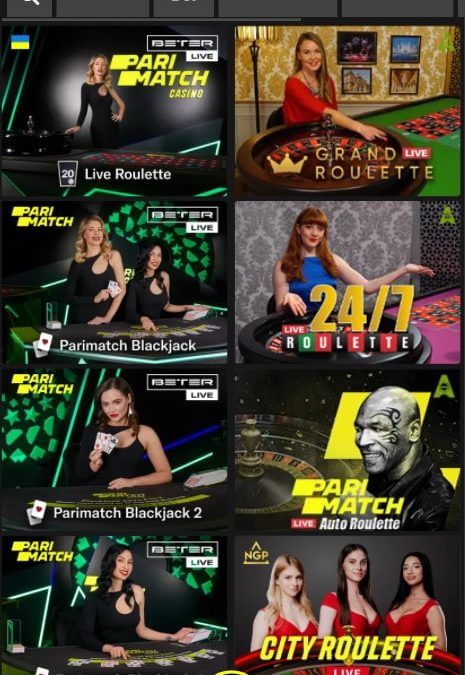 BETER
LIVE
PARI
MATCH
CASINO
20
Live Roulette
GRAND LIVE
ROULETTE
PARI
MATCH
BETER
LIVE
Parimatch Blackjack
24/7
LIVE
ROULETTE
PARI
MATCH
BETER
LIVE
Parimatch Blackjack 2
PARI
MATCH
LIVE Auto Roulette
PARI
MATCH
BETER
LIVE
NGP
CITY ROULETTE
LIVE